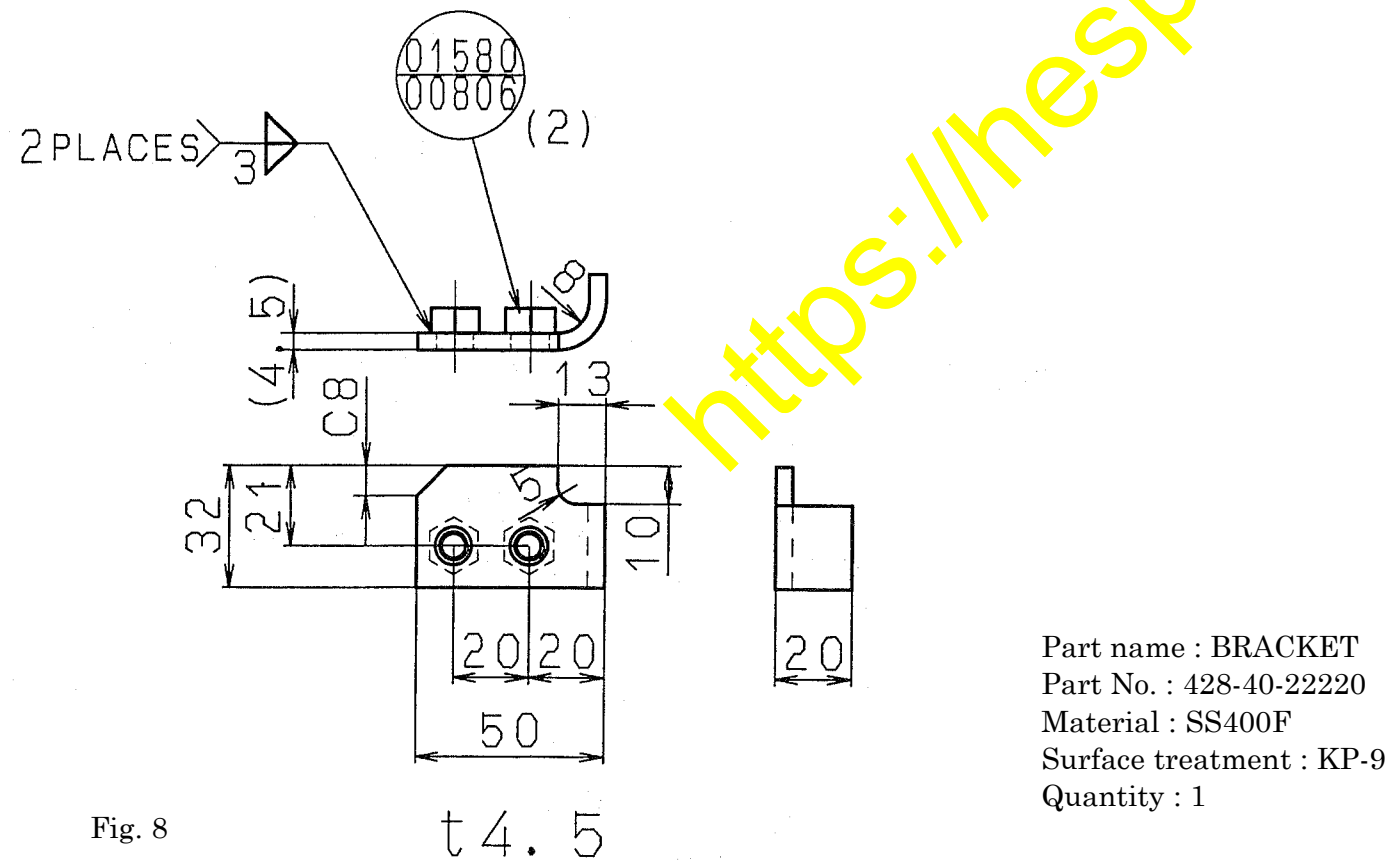 01580
00806
(2)
2PLACES
3
8
(4.5)
13
C8
5
32
21
10
20
20
20
50
t4.5
Fig. 8
Part name : BRACKET
Part No. : 428-40-22220
Material : SS400F
Surface treatment : KP-9
Quantity : 1
https://hesp